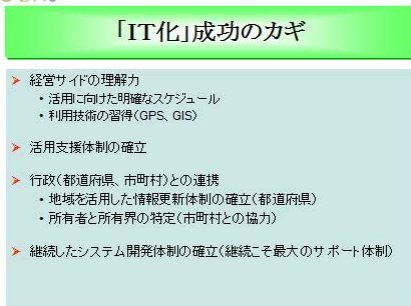 「IT化」成功のカギ
➢ 経営サイドの理解力
・活用に向けた明確なスケジュール
・利用技術の習得(GPS、GIS)
➢ 活用支援体制の確立
➢ 行政(都道府県、市町村)との連携
・地域を活用した情報更新体制の確立(都道府県)
・所有者と所有界の特定(市町村との協力)
➢ 継続したシステム開発体制の確立(継続こそ最大のサポート体制)